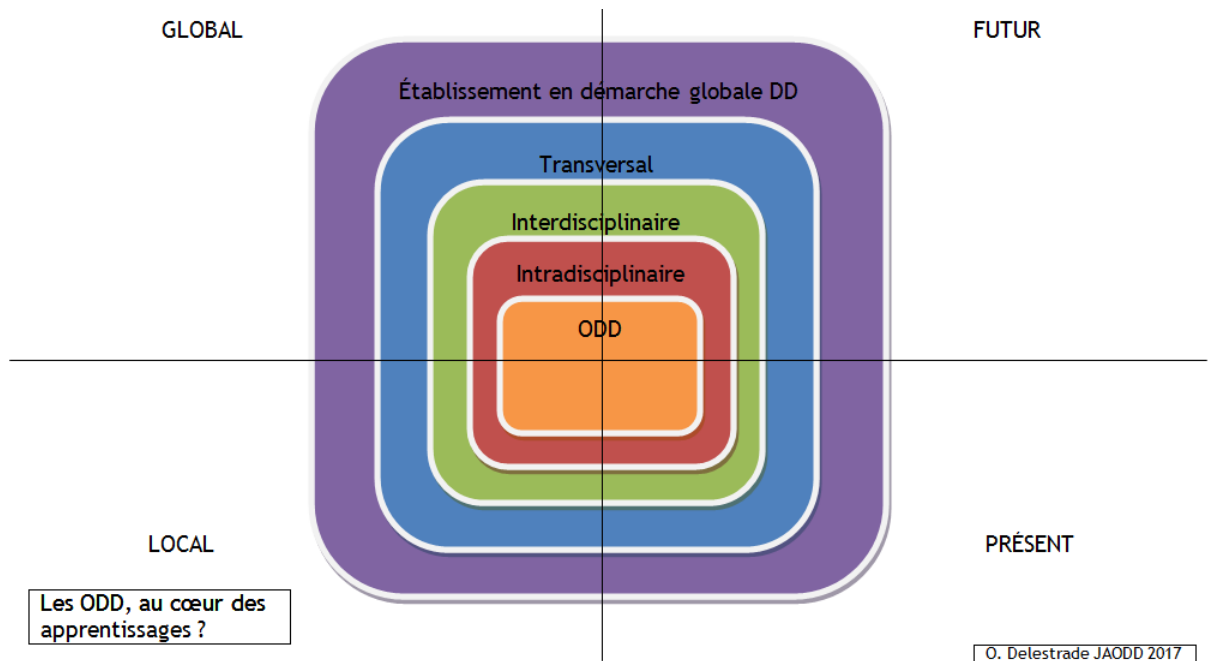 GLOBAL
FUTUR
Établissement en démarche globale DD
Transversal
Interdisciplinaire
Intradisciplinaire
ODD
LOCAL
PRÉSENT
Les ODD, au cœur des
apprentissages ?
O. Delestrade JAODD 2017